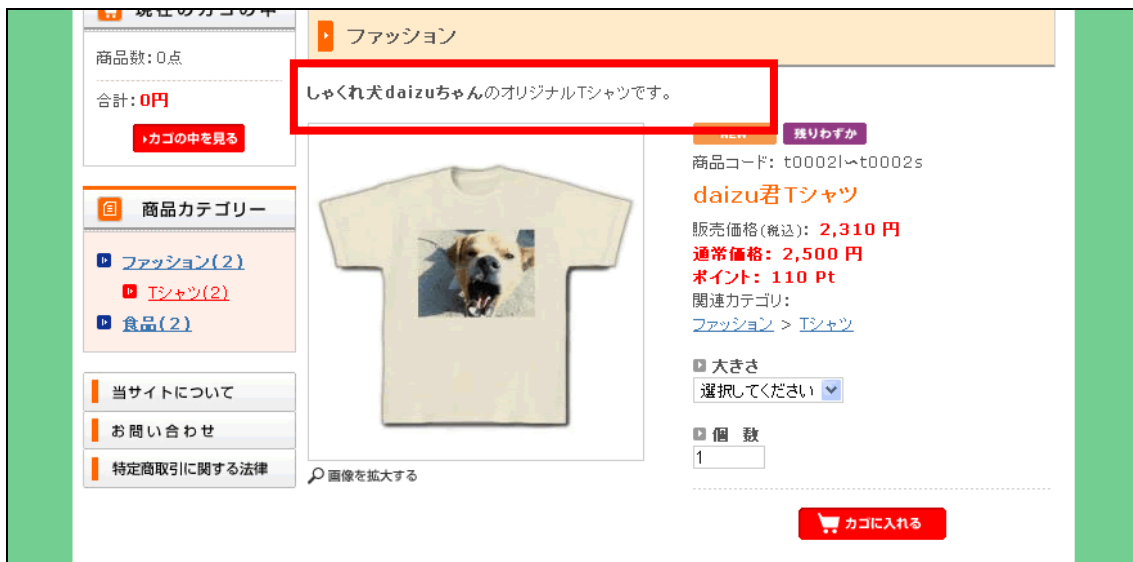 現在のカゴの中
商品数:0点
合計:0円
カゴの中を見る
商品カテゴリー
ファッション(2)
Tシャツ(2)
食品(2)
当サイトについて
お問い合わせ
特定商取引に関する法律
ファッション
しゃくれ犬daizuちゃんのオリジナルTシャツです。
画像を拡大する
NEW 残りわずか
商品コード: t0002l~t0002s
daizu君Tシャツ
販売価格(税込): 2,310 円
通常価格: 2,500 円
ポイント: 110 Pt
関連カテゴリ:
ファッション > Tシャツ
大きさ
選択してください
個 数
1
カゴに入れる